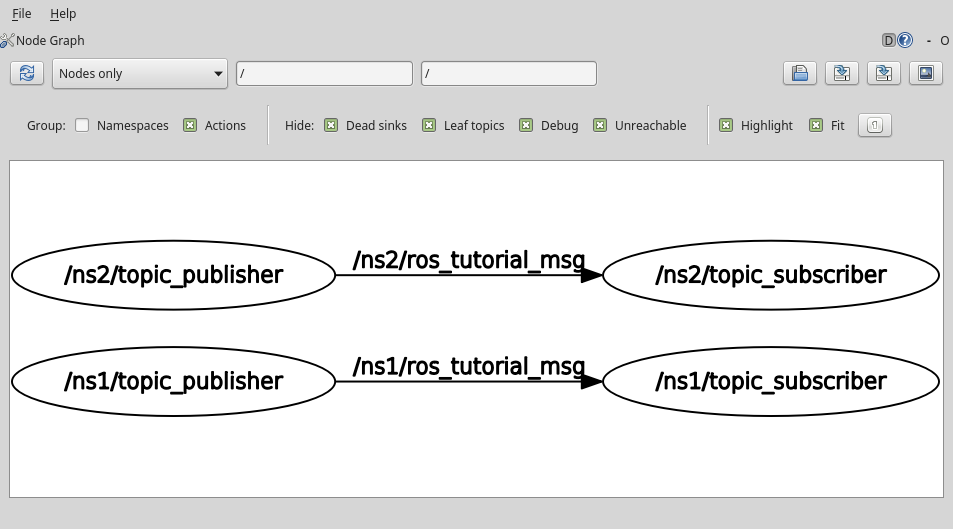 File Help
Node Graph D ? - O
Nodes only / /
Group: Namespaces Actions Hide: Dead sinks Leaf topics Debug Unreachable Highlight Fit
/ns2/topic_publisher /ns2/ros_tutorial_msg /ns2/topic_subscriber
/ns1/topic_publisher /ns1/ros_tutorial_msg /ns1/topic_subscriber